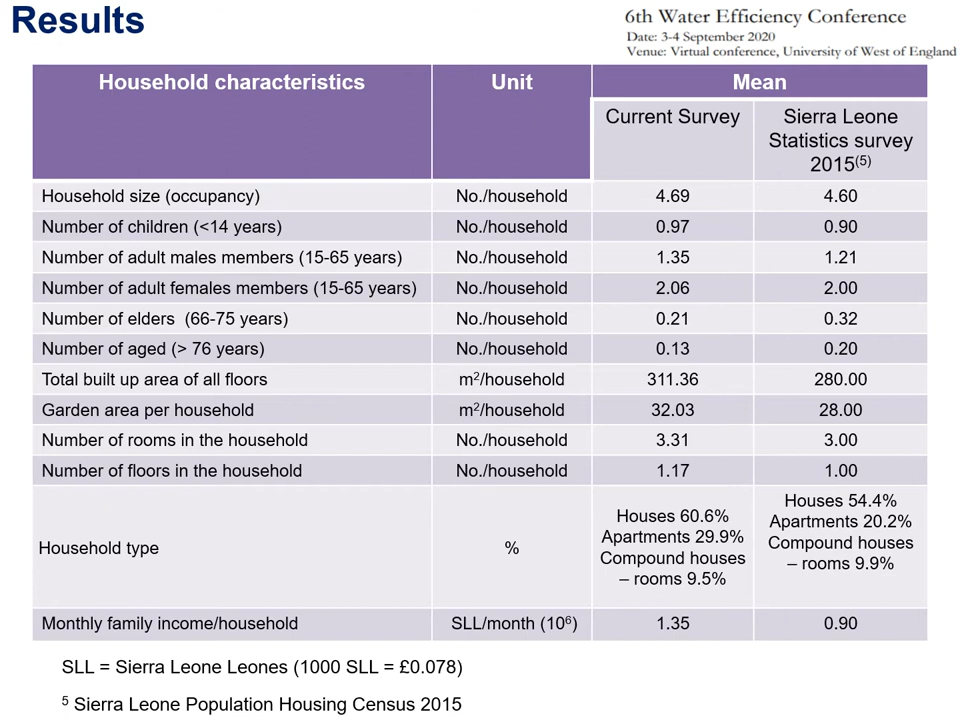 Results
6th Water Efficiency Conference
Date: 3-4 September 2020
Venue: Virtual conference, University of West of England
Household characteristics Unit Mean
Current Survey Sierra Leone
Statistics survey
2015(5)
Household size (occupancy) No./household 4.69 4.60
Number of children (<14 years) No./household 0.97 0.90
Number of adult males members (15-65 years) No./household 1.35 1.21
Number of adult females members (15-65 years) No./household 2.06 2.00
Number of elders (66-75 years) No./household 0.21 0.32
Number of aged (> 76 years) No./household 0.13 0.20
Total built up area of all floors m²/household 311.36 280.00
Garden area per household m²/household 32.03 28.00
Number of rooms in the household No./household 3.31 3.00
Number of floors in the household No./household 1.17 1.00
Household type %
Houses 60.6%
Apartments 29.9%
Compound houses
– rooms 9.5%
Houses 54.4%
Apartments 20.2%
Compound houses
– rooms 9.9%
Monthly family income/household SLL/month (10⁶) 1.35 0.90
SLL = Sierra Leone Leones (1000 SLL = £0.078)
⁵ Sierra Leone Population Housing Census 2015